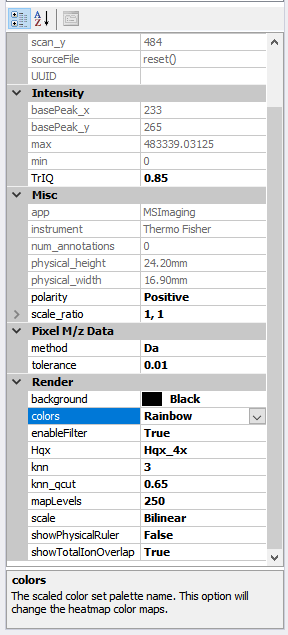 scan_y 484
sourceFile reset()
UUID
Intensity
basePeak_x 233
basePeak_y 265
max 483339.03125
min 0
TrIQ 0.85
Misc
app MSImaging
instrument Thermo Fisher
num_annotations 0
physical_height 24.20mm
physical_width 16.90mm
polarity Positive
scale_ratio 1, 1
Pixel M/z Data
method Da
tolerance 0.01
Render
background Black
colors Rainbow
enableFilter True
Hqx Hqx_4x
knn 3
knn_qcut 0.65
mapLevels 250
scale Bilinear
showPhysicalRuler False
showTotalIonOverlap True
colors
The scaled color set palette name. This option will
change the heatmap color maps.